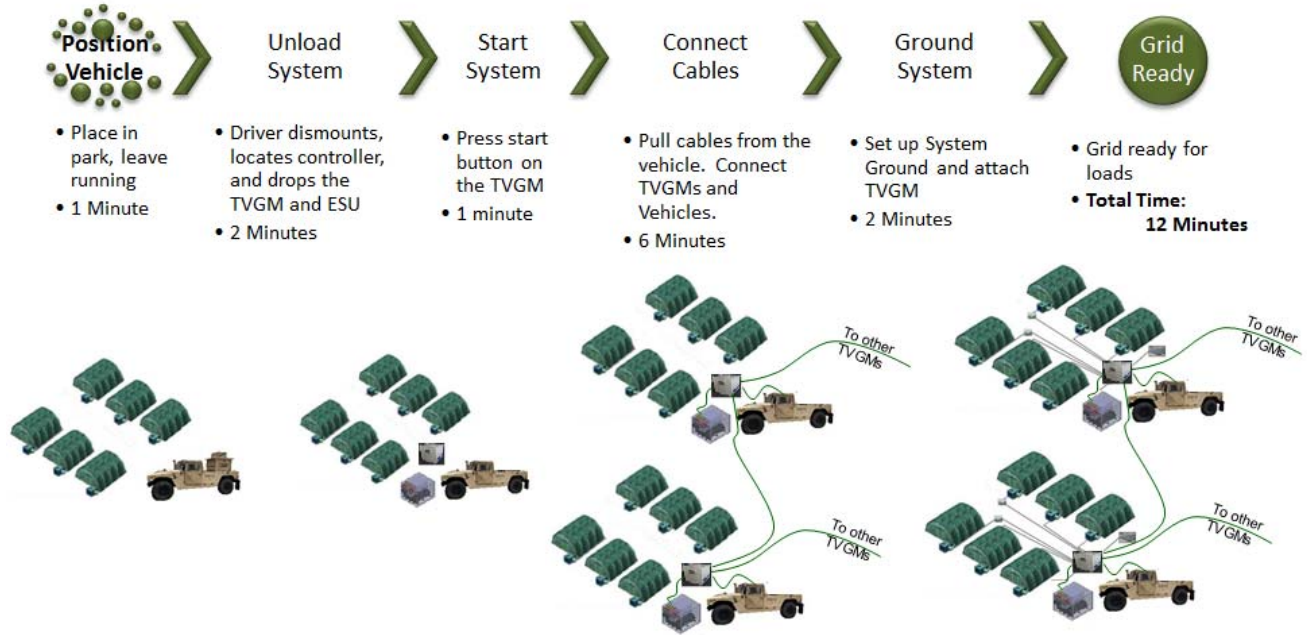 Position
Vehicle
Unload
System
Start
System
Connect
Cables
Ground
System
Grid
Ready
• Place in
park, leave
running
• 1 Minute
• Driver dismounts,
locates controller,
and drops the
TVGM and ESU
• 2 Minutes
• Press start
button on
the TVGM
• 1 minute
• Pull cables from the
vehicle. Connect
TVGMs and
Vehicles.
• 6 Minutes
• Set up System
Ground and attach
TVGM
• 2 Minutes
• Grid ready for
loads
• Total Time:
12 Minutes
To other
TVGMs
To other
TVGMs
To other
TVGMs
To other
TVGMs